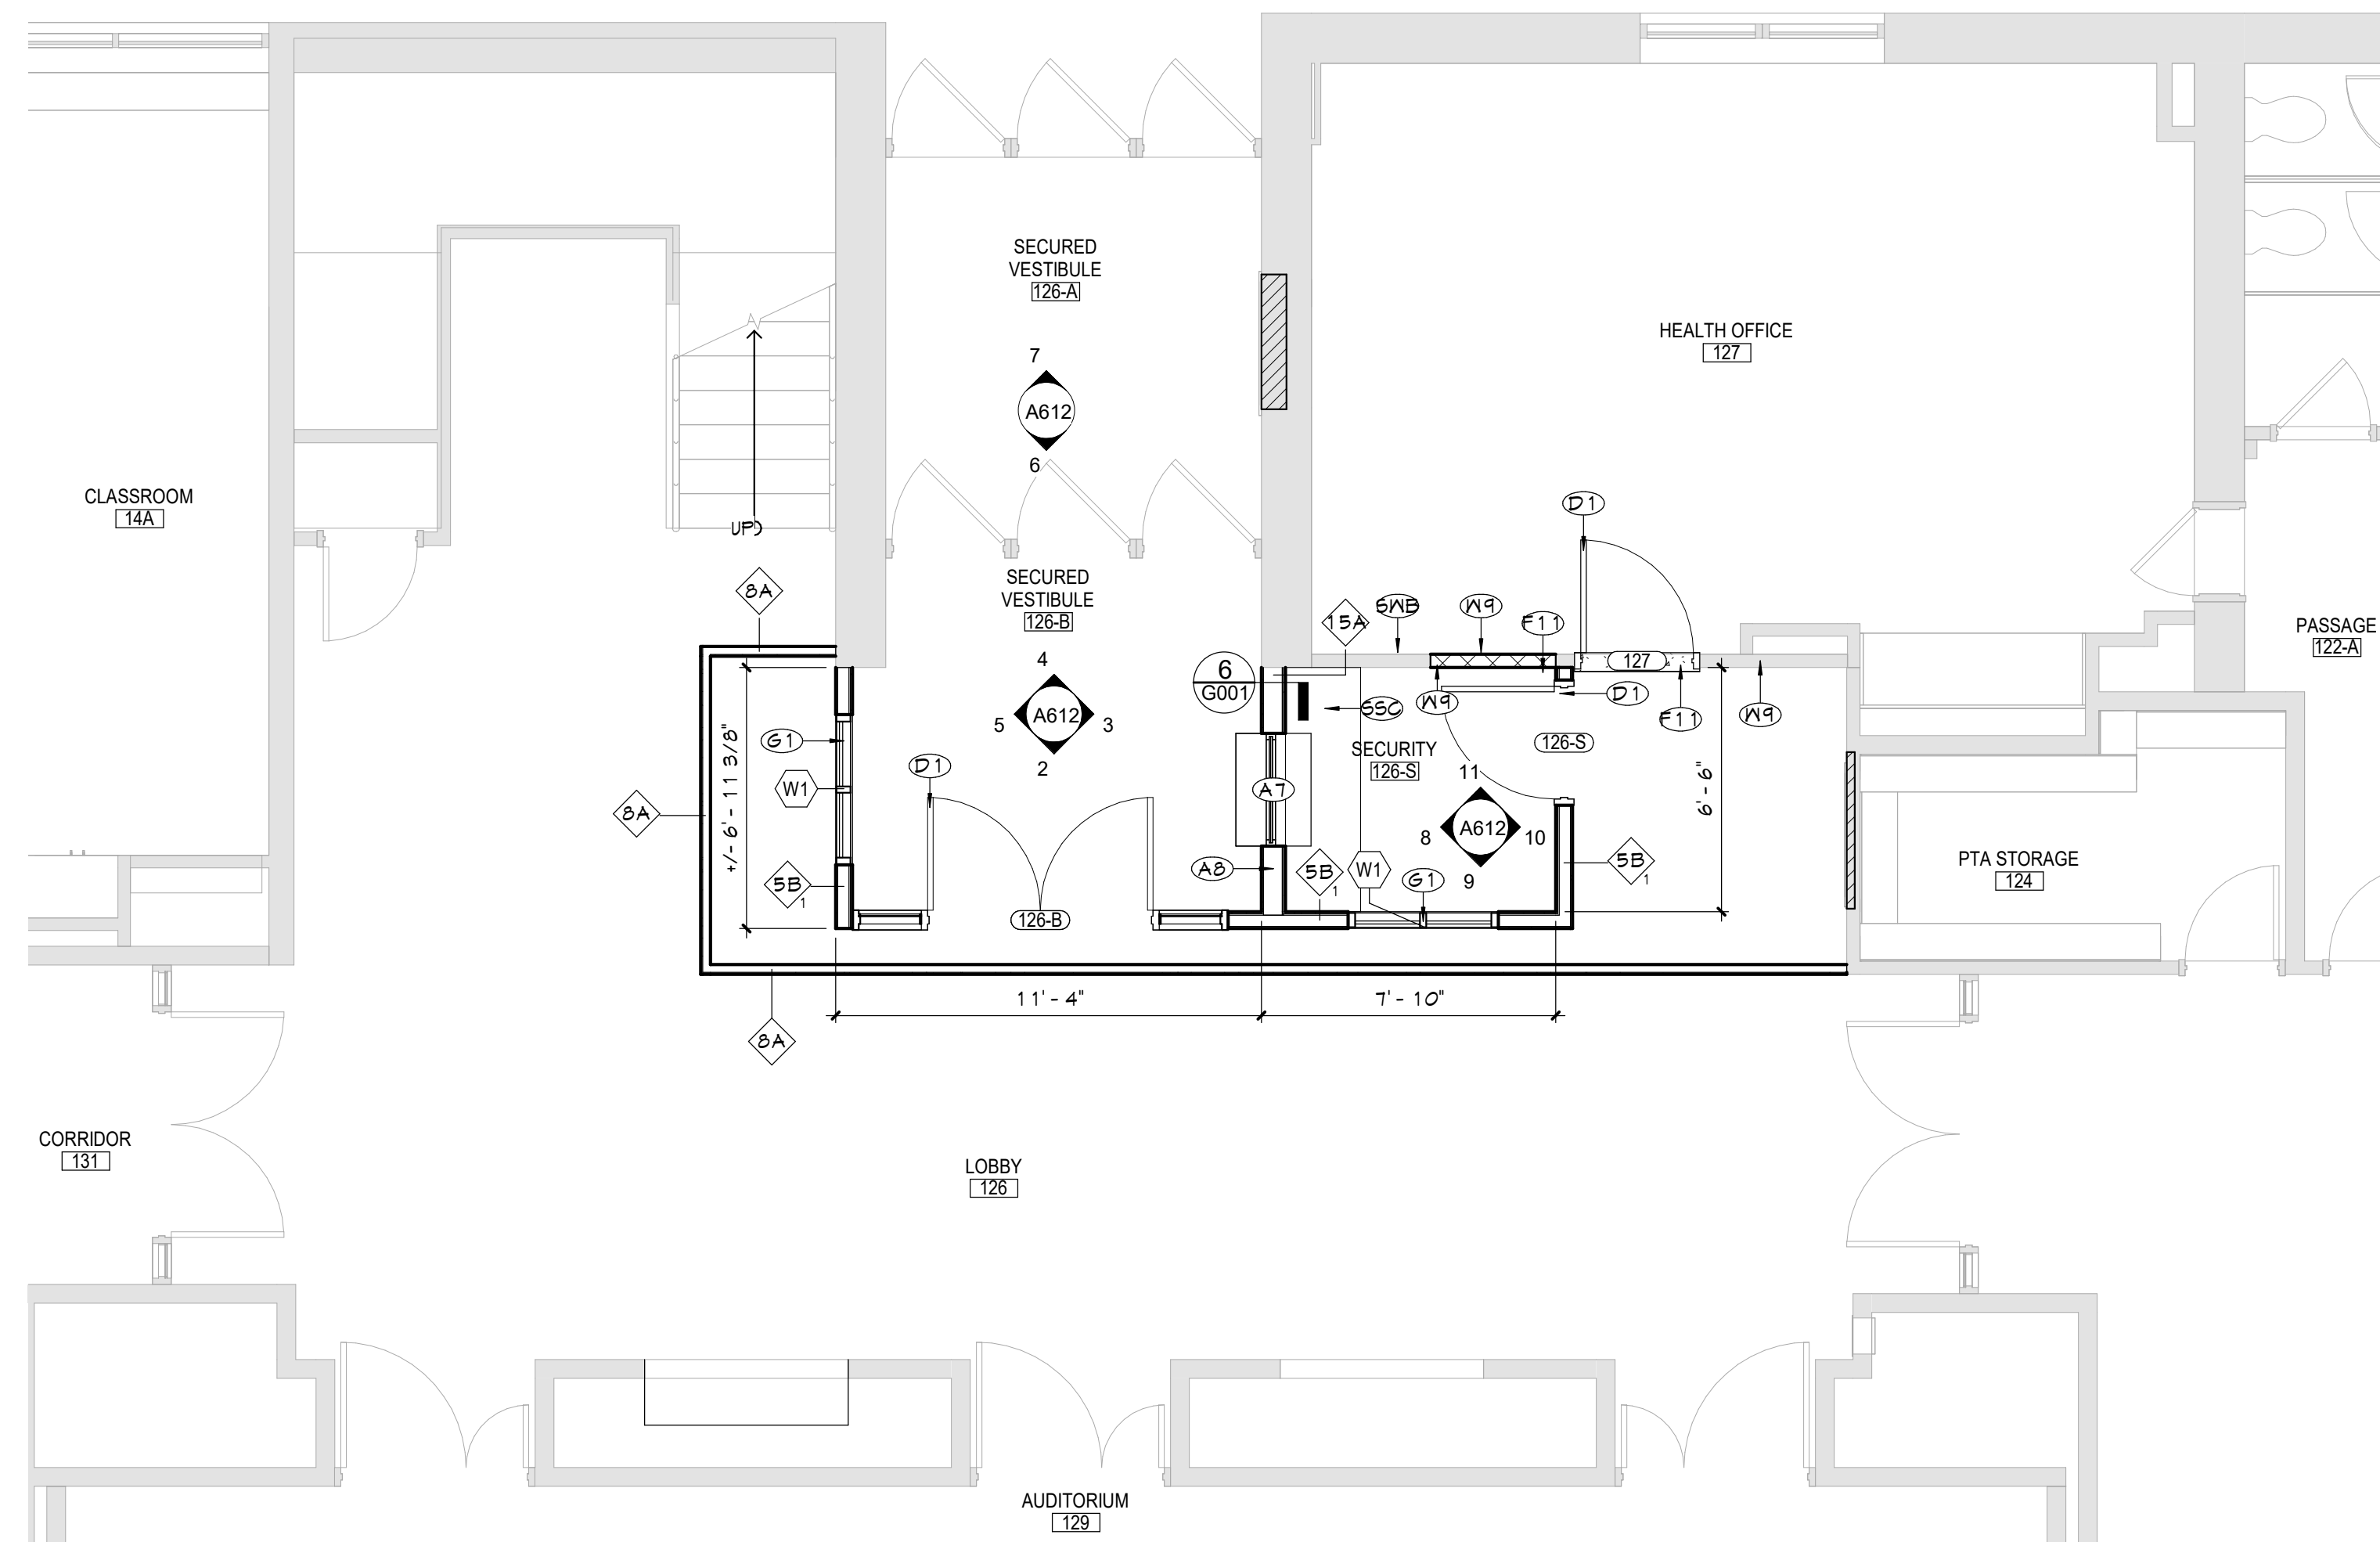 SECURED
VESTIBULE
126-A
HEALTH OFFICE
127
7
A612
6
CLASSROOM
14A
UP
D1
SECURED
VESTIBULE
126-B
8A
15A
SWB
W9
F11
PASSAGE
122-A
127
4
5
A612
3
2
6
G001
SSC
W9
D1
F11
W9
G1
+/- 6' - 11 3/8"
W1
D1
SECURITY
126-S
126-S
6' - 6"
A7
11
8A
8
A612
10
9
5B
1
A8
5B
1
W1
G1
5B
1
PTA STORAGE
124
126-B
11' - 4"
7' - 10"
8A
CORRIDOR
131
LOBBY
126
AUDITORIUM
129